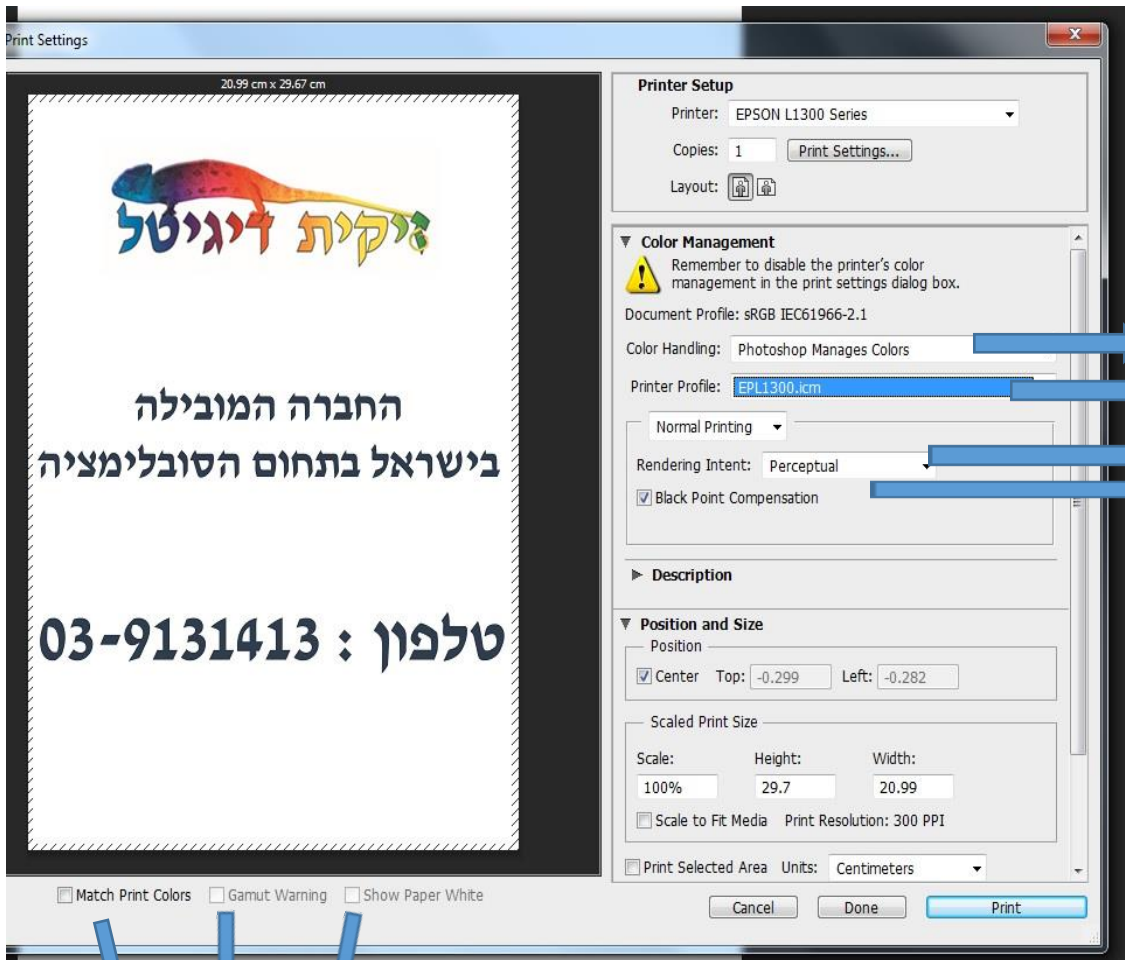 Print Settings
20.99 cm x 29.67 cm
זיקית דיגיטל
החברה המובילה
בישראל בתחום הסובלימציה
טלפון : 03-9131413
Match Print Colors Gamut Warning Show Paper White
Printer Setup
Printer: EPSON L1300 Series
Copies: 1 Print Settings...
Layout:
Color Management
Remember to disable the printer's color
management in the print settings dialog box.
Document Profile: sRGB IEC61966-2.1
Color Handling: Photoshop Manages Colors
Printer Profile: EPL1300.icm
Normal Printing
Rendering Intent: Perceptual
Black Point Compensation
Description
Position and Size
Position
Center Top: -0.299 Left: -0.282
Scaled Print Size
Scale: Height: Width:
100% 29.7 20.99
Scale to Fit Media Print Resolution: 300 PPI
Print Selected Area Units: Centimeters
Cancel Done Print